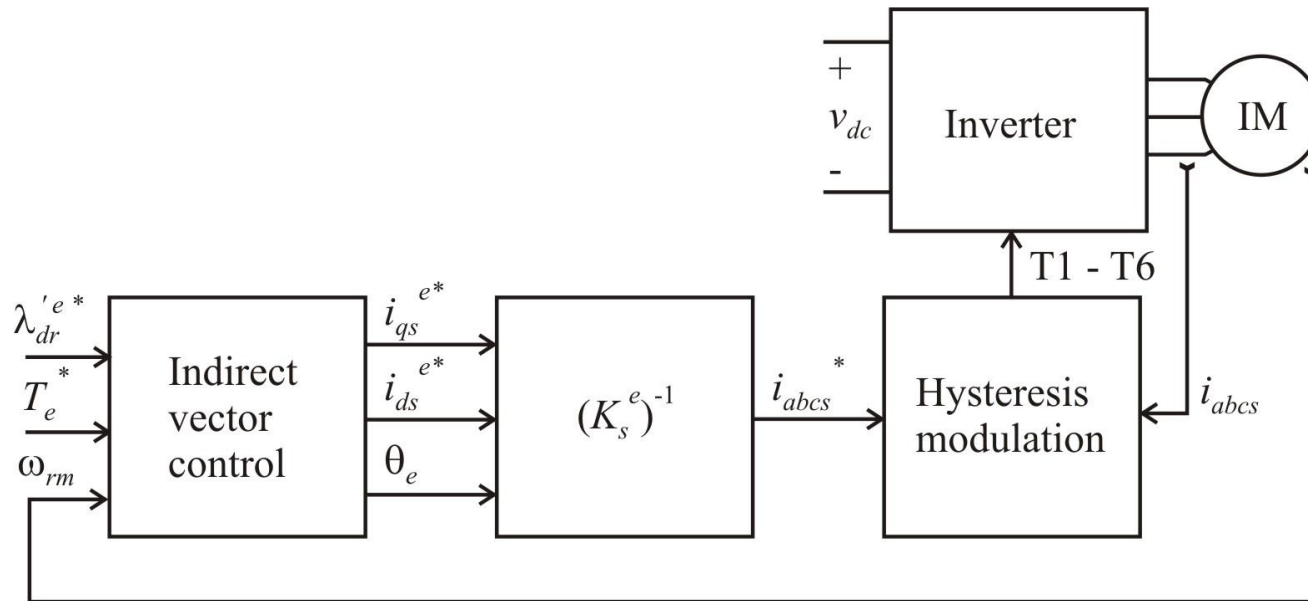 +
v_dc
-
Inverter
IM
T1 - T6
λ_dr^'e*
T_e^*
ω_rm
Indirect
vector
control
i_qs^e*
i_ds^e*
θ_e
(K_s^e)^-1
i_abcs^*
Hysteresis
modulation
i_abcs